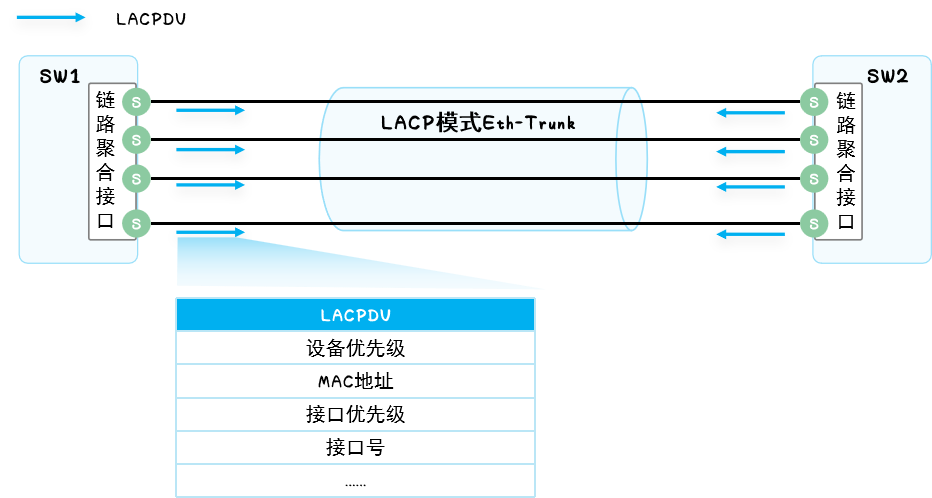 LACPDU
SW1
SW2
链路聚合接口
S
S
S
S
LACP模式Eth-Trunk
S
S
S
S
链路聚合接口
LACPDU
设备优先级
MAC地址
接口优先级
接口号
......